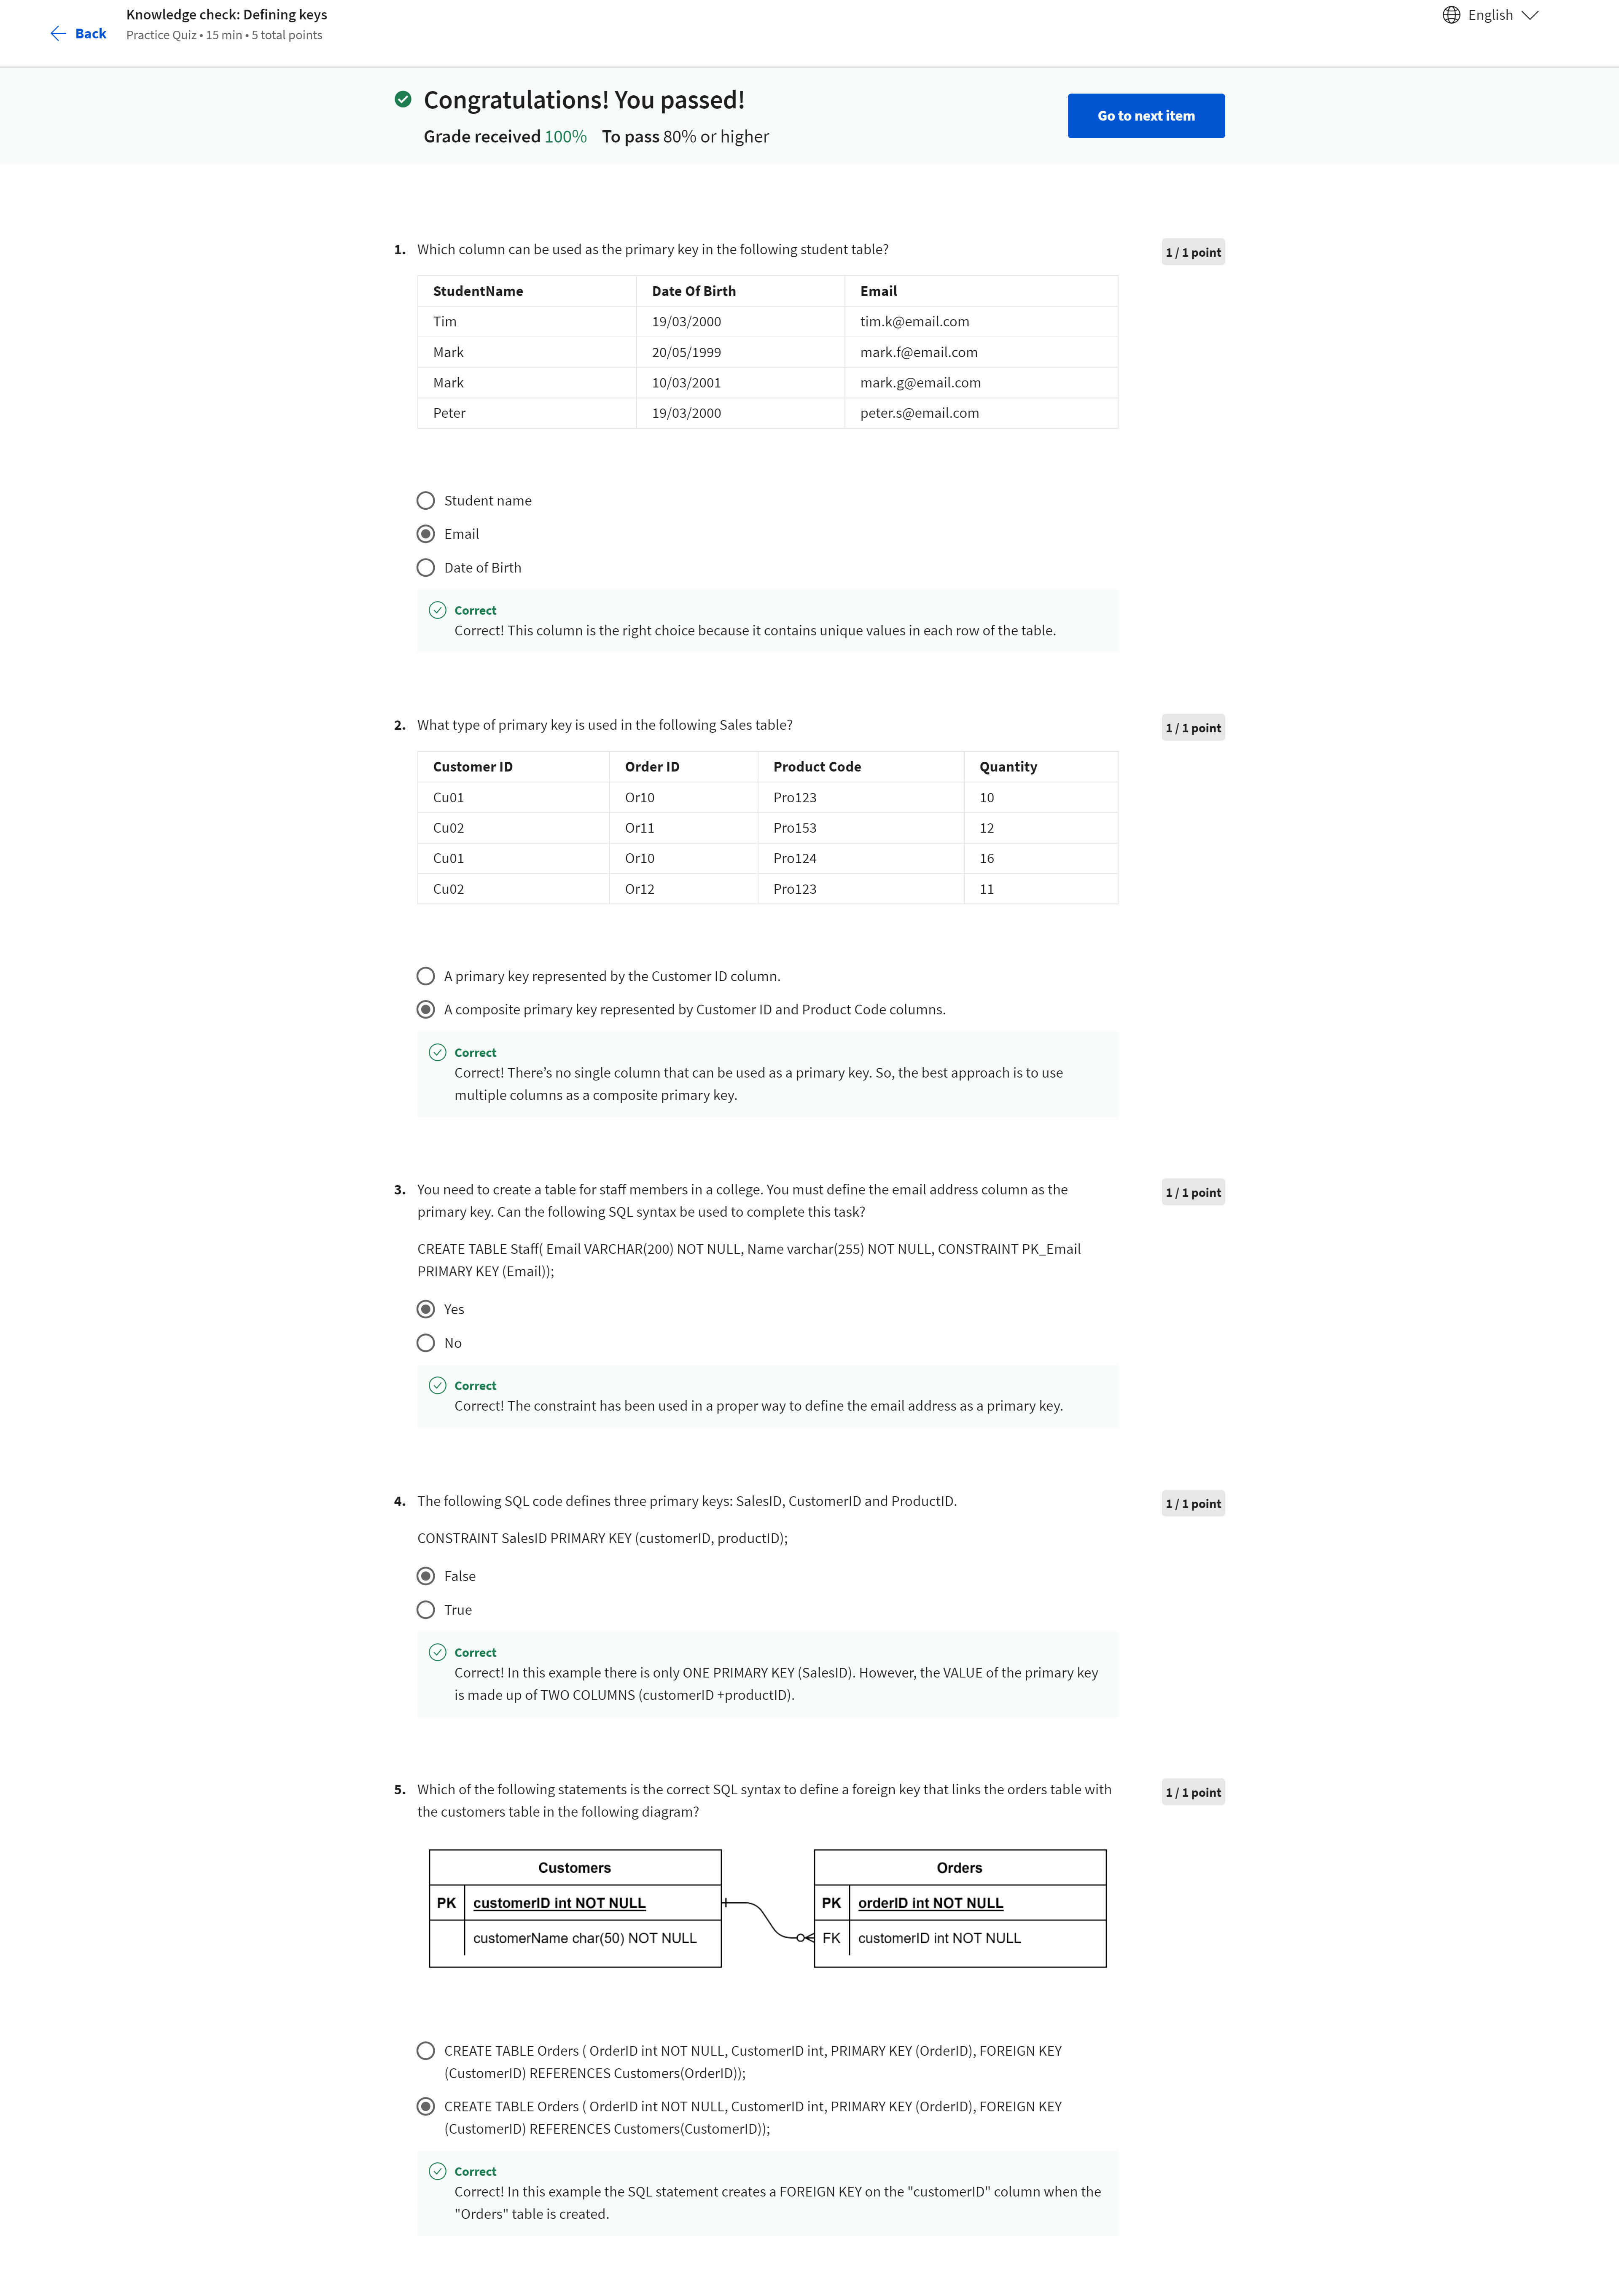 Back
Knowledge check: Defining keys
Practice Quiz • 15 min • 5 total points
English
Congratulations! You passed!
Grade received 100% To pass 80% or higher
Go to next item
1. Which column can be used as the primary key in the following student table?
1 / 1 point
StudentName Date Of Birth Email
Tim 19/03/2000 tim.k@email.com
Mark 20/05/1999 mark.f@email.com
Mark 10/03/2001 mark.g@email.com
Peter 19/03/2000 peter.s@email.com
Student name
Email
Date of Birth
Correct
Correct! This column is the right choice because it contains unique values in each row of the table.
2. What type of primary key is used in the following Sales table?
1 / 1 point
Customer ID Order ID Product Code Quantity
Cu01 Or10 Pro123 10
Cu02 Or11 Pro153 12
Cu01 Or10 Pro124 16
Cu02 Or12 Pro123 11
A primary key represented by the Customer ID column.
A composite primary key represented by Customer ID and Product Code columns.
Correct
Correct! There’s no single column that can be used as a primary key. So, the best approach is to use
multiple columns as a composite primary key.
3. You need to create a table for staff members in a college. You must define the email address column as the
primary key. Can the following SQL syntax be used to complete this task?
1 / 1 point
CREATE TABLE Staff( Email VARCHAR(200) NOT NULL, Name varchar(255) NOT NULL, CONSTRAINT PK_Email
PRIMARY KEY (Email));
Yes
No
Correct
Correct! The constraint has been used in a proper way to define the email address as a primary key.
4. The following SQL code defines three primary keys: SalesID, CustomerID and ProductID.
1 / 1 point
CONSTRAINT SalesID PRIMARY KEY (customerID, productID);
False
True
Correct
Correct! In this example there is only ONE PRIMARY KEY (SalesID). However, the VALUE of the primary key
is made up of TWO COLUMNS (customerID +productID).
5. Which of the following statements is the correct SQL syntax to define a foreign key that links the orders table with
the customers table in the following diagram?
1 / 1 point
Customers
PK customerID int NOT NULL
customerName char(50) NOT NULL
Orders
PK orderID int NOT NULL
FK customerID int NOT NULL
CREATE TABLE Orders ( OrderID int NOT NULL, CustomerID int, PRIMARY KEY (OrderID), FOREIGN KEY
(CustomerID) REFERENCES Customers(OrderID));
CREATE TABLE Orders ( OrderID int NOT NULL, CustomerID int, PRIMARY KEY (OrderID), FOREIGN KEY
(CustomerID) REFERENCES Customers(CustomerID));
Correct
Correct! In this example the SQL statement creates a FOREIGN KEY on the "customerID" column when the
"Orders" table is created.